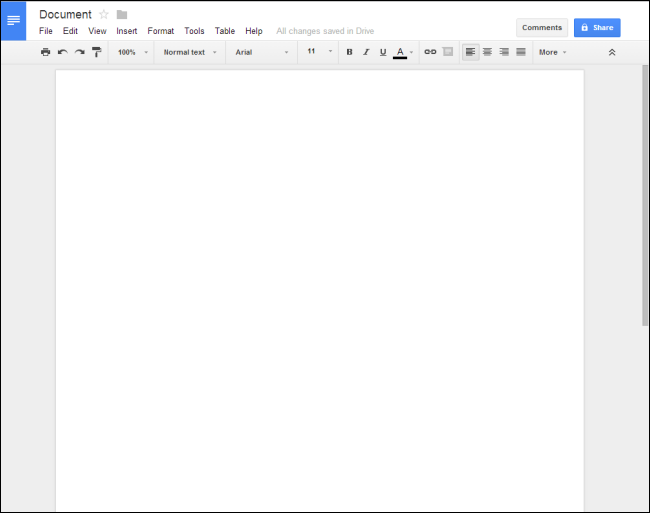 Document
File Edit View Insert Format Tools Table Help All changes saved in Drive
Comments Share
100% Normal text Arial 11 B I U A More